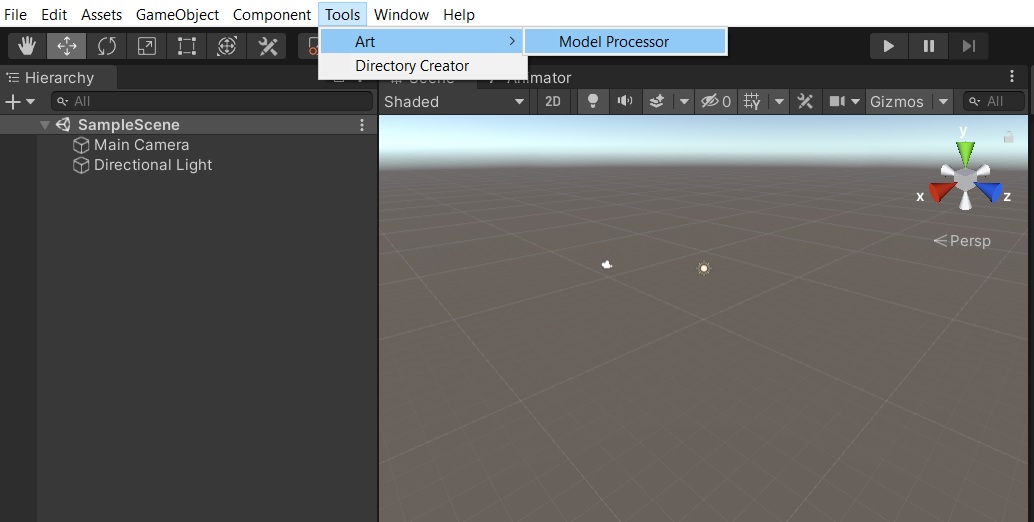 File Edit Assets GameObject Component Tools Window Help
Art Model Processor
Directory Creator
Hierarchy
All
SampleScene
Main Camera
Directional Light
Shaded 2D 0 Gizmos All
y
x z
Persp